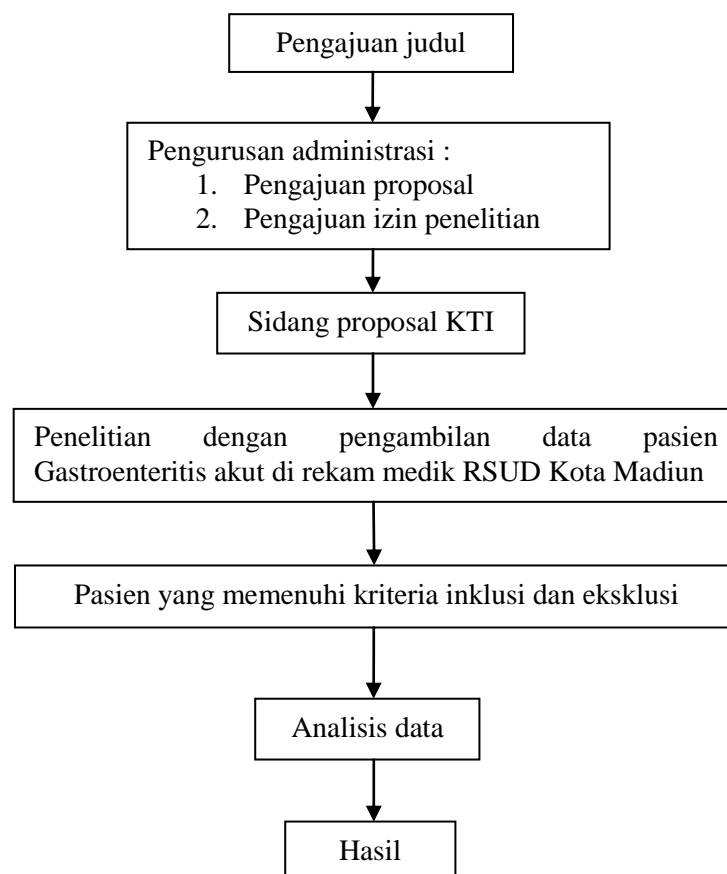 Pengajuan judul
Pengurusan administrasi :
1. Pengajuan proposal
2. Pengajuan izin penelitian
Sidang proposal KTI
Penelitian dengan pengambilan data pasien
Gastroenteritis akut di rekam medik RSUD Kota Madiun
Pasien yang memenuhi kriteria inklusi dan eksklusi
Analisis data
Hasil